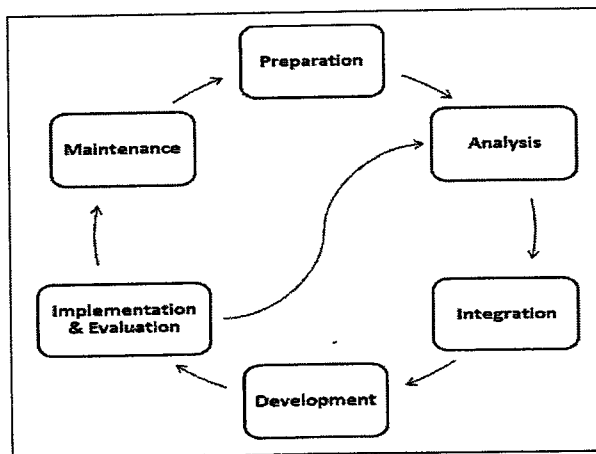 Preparation
Analysis
Integration
Development
Implementation
& Evaluation
Maintenance